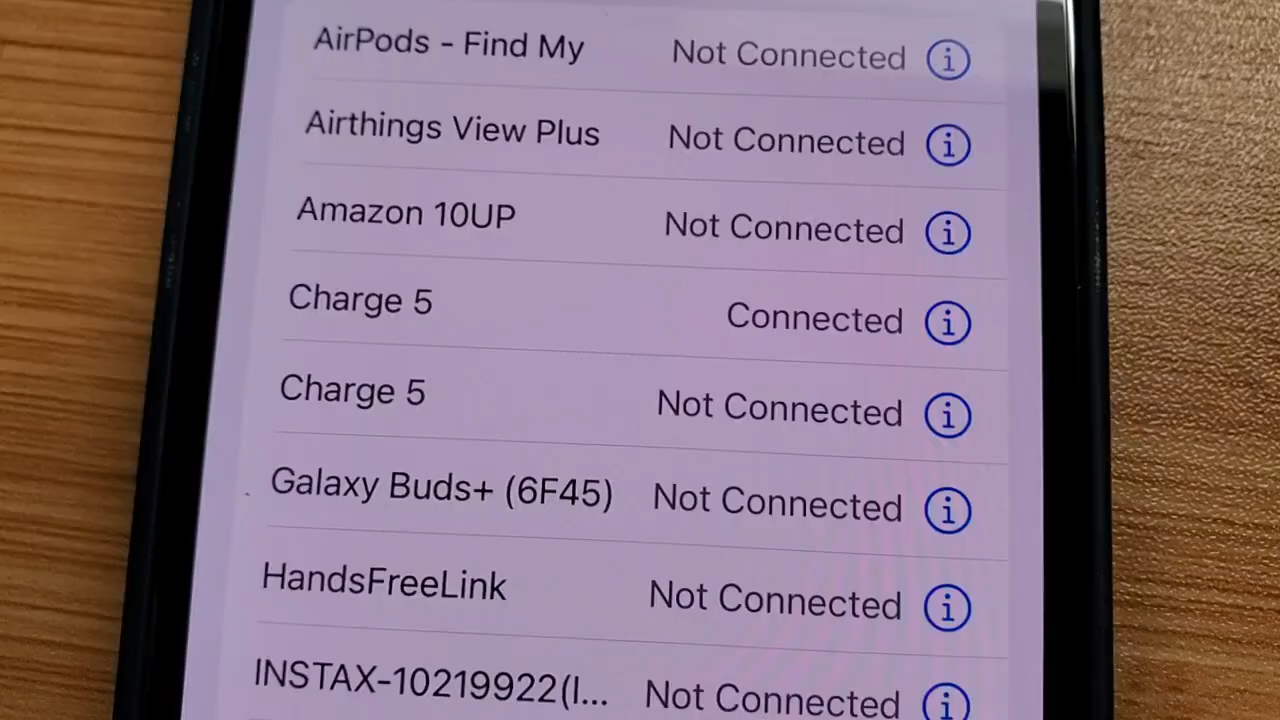 AirPods - Find My Not Connected
Airthings View Plus Not Connected
Amazon 10UP Not Connected
Charge 5 Connected
Charge 5 Not Connected
Galaxy Buds+ (6F45) Not Connected
HandsFreeLink Not Connected
INSTAX-10219922(I... Not Connected